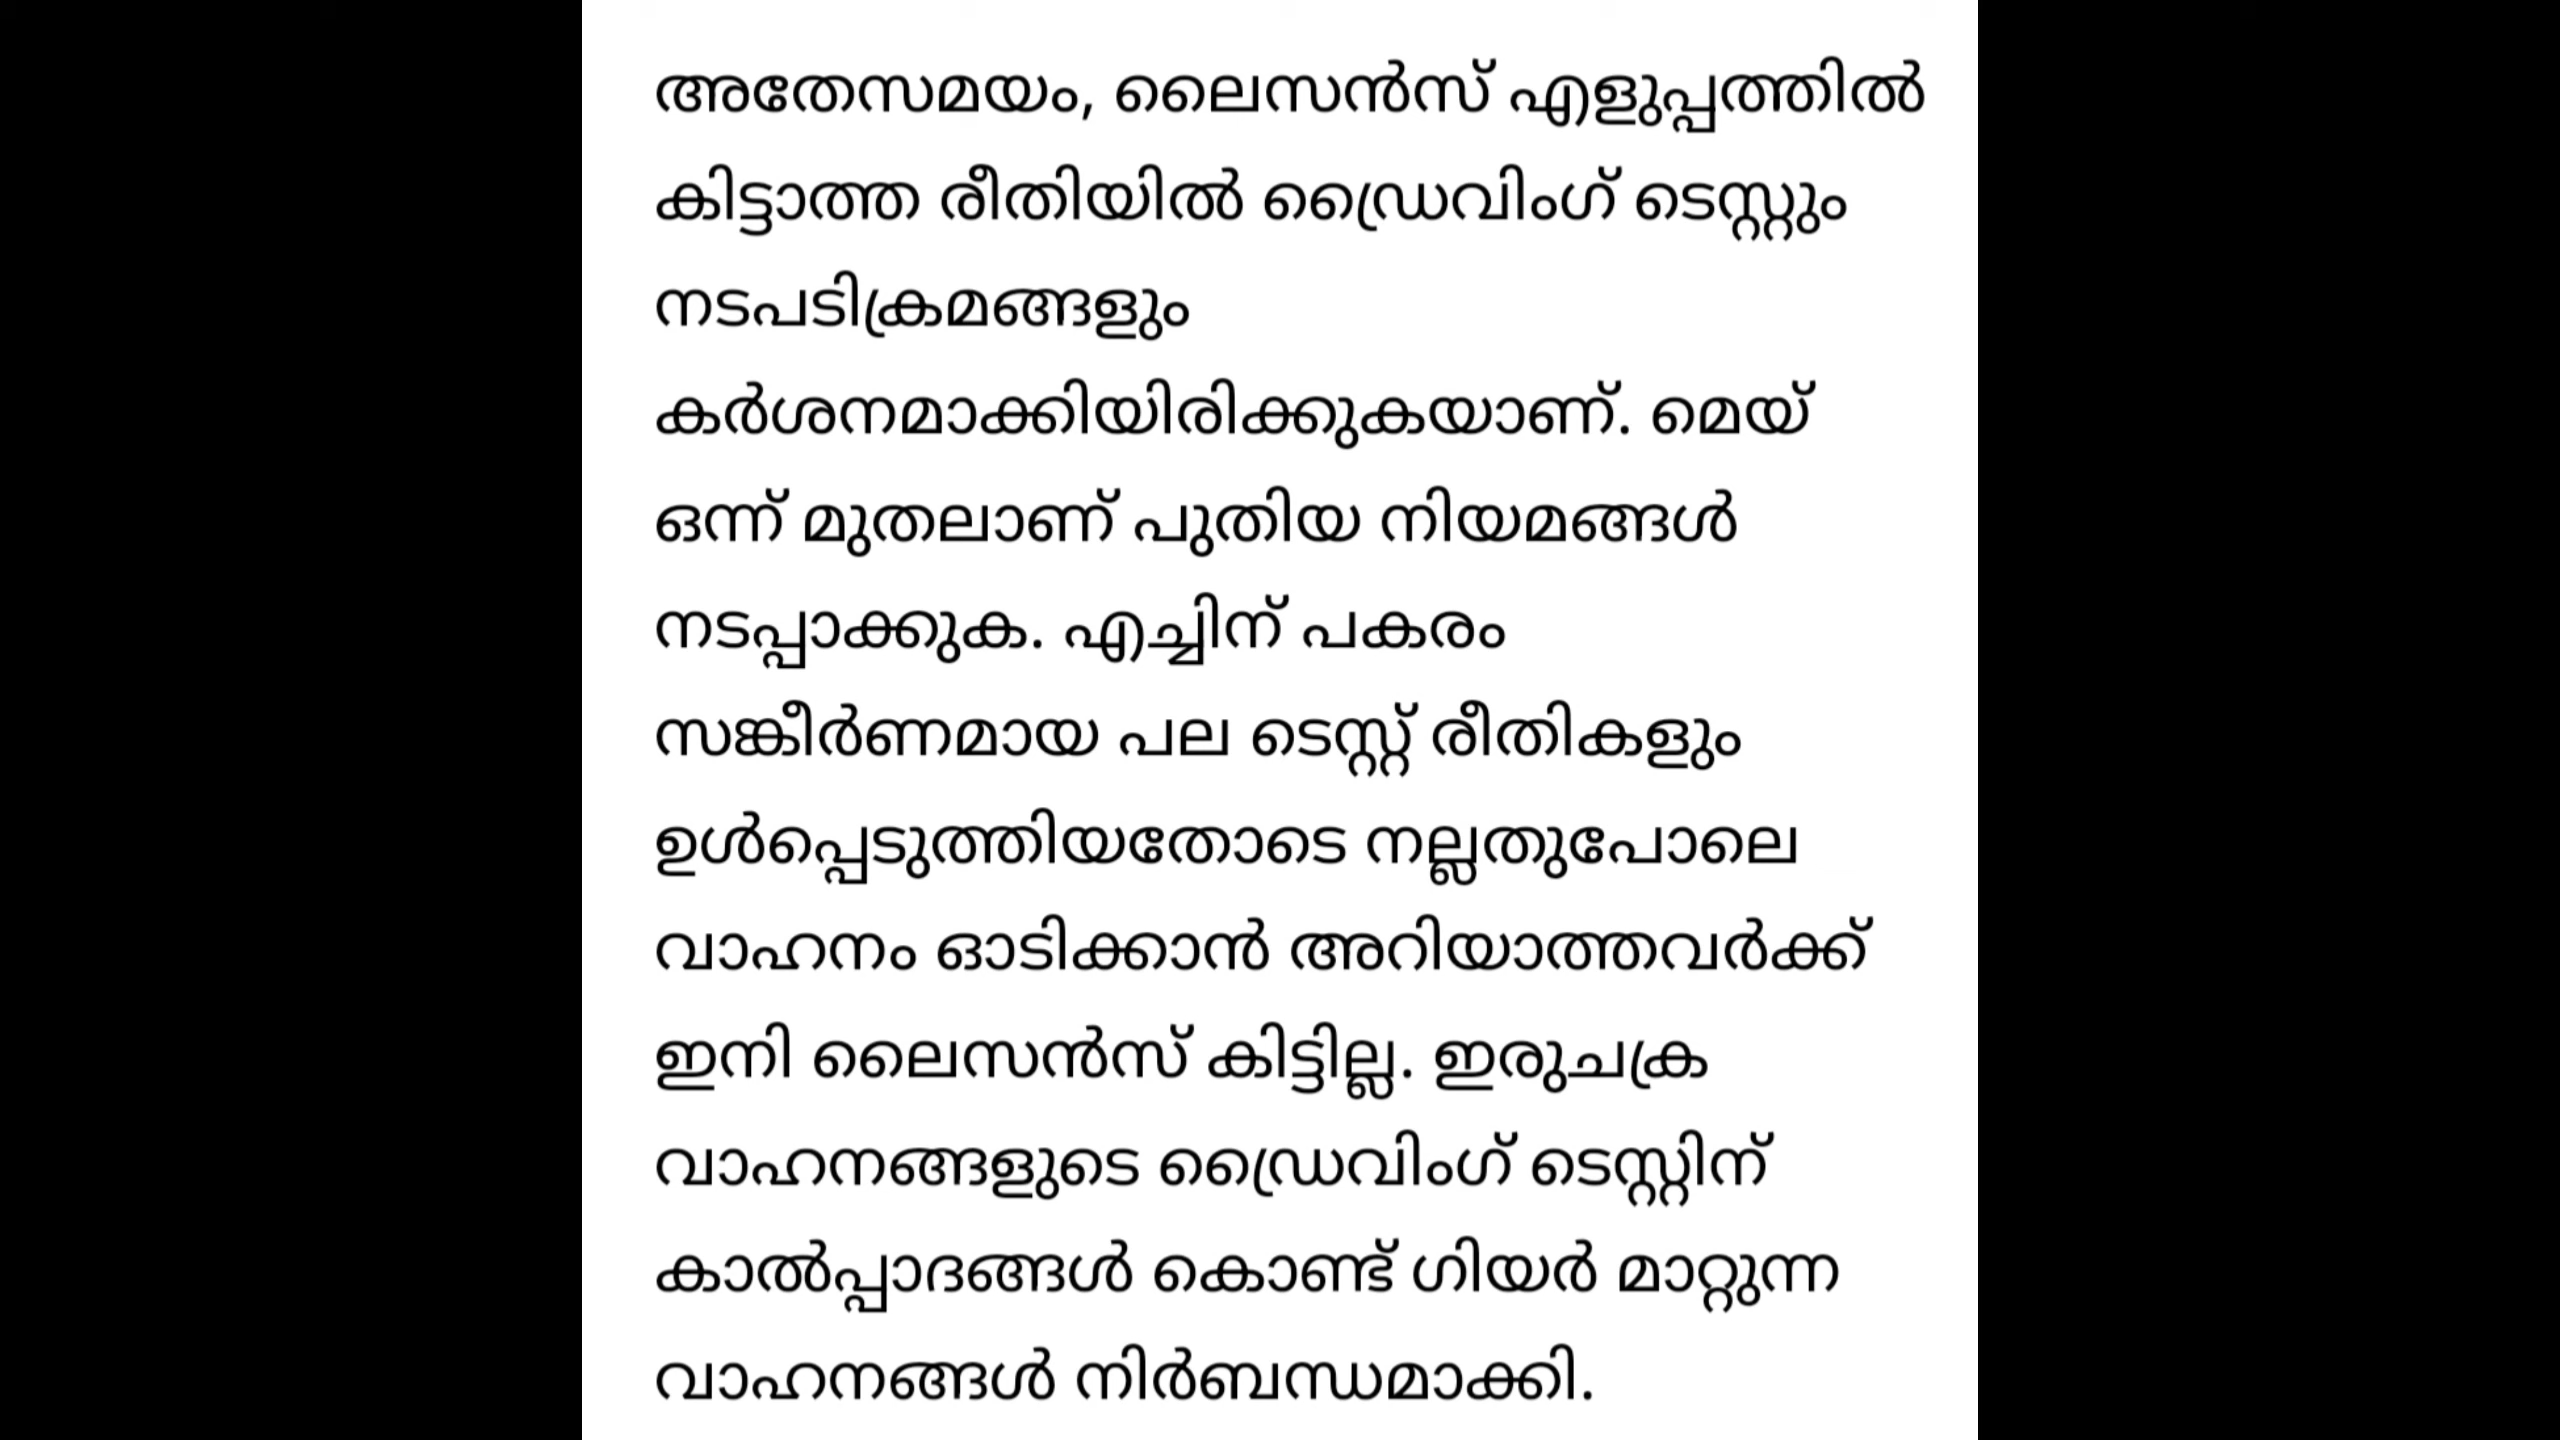 അതേസമയം, ലൈസൻസ് എളുപ്പത്തിൽ
കിട്ടാത്ത രീതിയിൽ ഡ്രൈവിംഗ് ടെസ്റ്റും
നടപടിക്രമങ്ങളും
കർശനമാക്കിയിരിക്കുകയാണ്. മെയ്
ഒന്ന് മുതലാണ് പുതിയ നിയമങ്ങൾ
നടപ്പാക്കുക. എച്ചിന് പകരം
സങ്കീർണമായ പല ടെസ്റ്റ് രീതികളും
ഉൾപ്പെടുത്തിയതോടെ നല്ലതുപോലെ
വാഹനം ഓടിക്കാൻ അറിയാത്തവർക്ക്
ഇനി ലൈസൻസ് കിട്ടില്ല. ഇരുചക്ര
വാഹനങ്ങളുടെ ഡ്രൈവിംഗ് ടെസ്റ്റിന്
കാൽപ്പാദങ്ങൾ കൊണ്ട് ഗിയർ മാറ്റുന്ന
വാഹനങ്ങൾ നിർബന്ധമാക്കി.